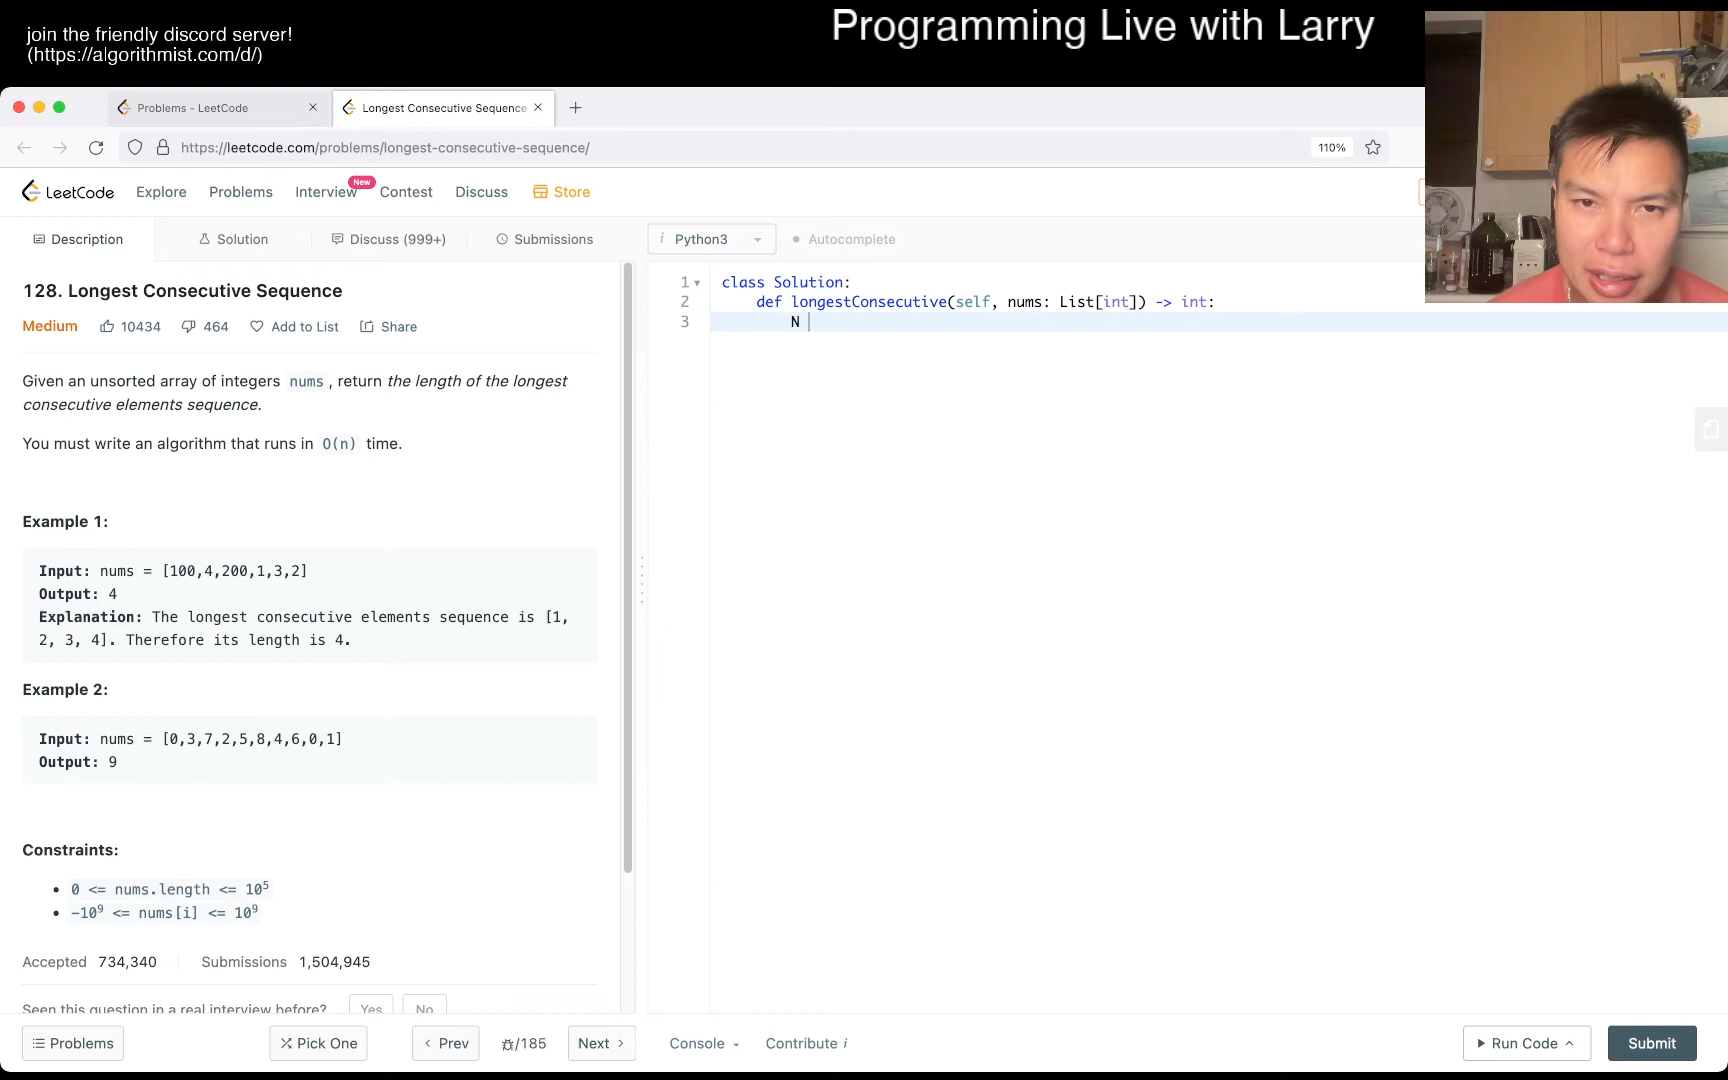 join the friendly discord server!
(https://algorithmist.com/d/)
Programming Live with Larry
Problems - LeetCode
Longest Consecutive Sequence
https://leetcode.com/problems/longest-consecutive-sequence/
110%
LeetCode
Explore
Problems
Interview
New
Contest
Discuss
Store
Description
Solution
Discuss (999+)
Submissions
i Python3
Autocomplete
128. Longest Consecutive Sequence
Medium
10434
464
Add to List
Share
Given an unsorted array of integers nums, return the length of the longest
consecutive elements sequence.
You must write an algorithm that runs in O(n) time.
Example 1:
Input: nums = [100,4,200,1,3,2]
Output: 4
Explanation: The longest consecutive elements sequence is [1,
2, 3, 4]. Therefore its length is 4.
Example 2:
Input: nums = [0,3,7,2,5,8,4,6,0,1]
Output: 9
Constraints:
• 0 <= nums.length <= 10⁵
• -10⁹ <= nums[i] <= 10⁹
Accepted 734,340
Submissions 1,504,945
Seen this question in a real interview before?
Yes
No
1 class Solution:
2 def longestConsecutive(self, nums: List[int]) -> int:
3 N
Problems
Pick One
Prev
/185
Next
Console
Contribute i
Run Code
Submit